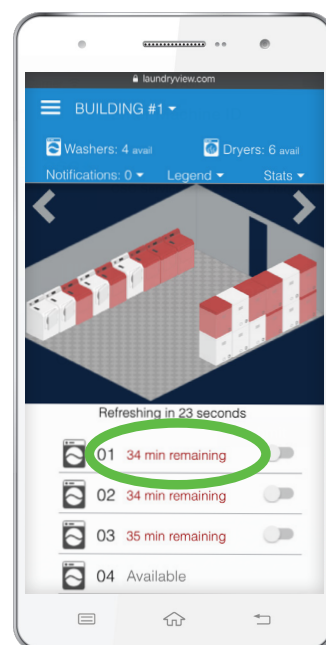 laundryview.com
BUILDING #1
Washers: 4 avail Dryers: 6 avail
Notifications: 0 Legend Stats
Refreshing in 23 seconds
01 34 min remaining
02 34 min remaining
03 35 min remaining
04 Available